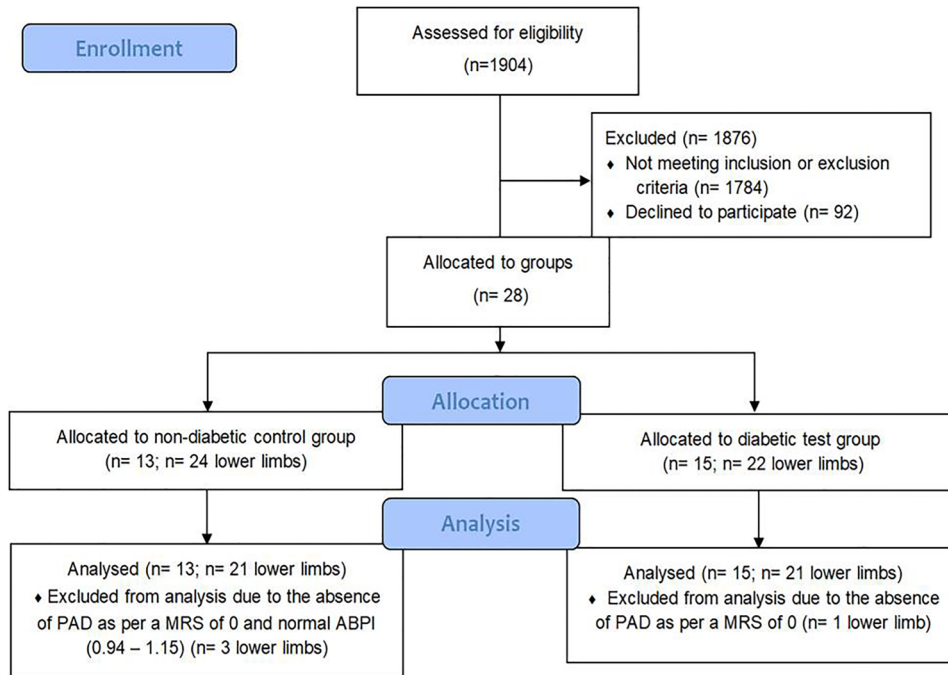 Enrollment
Assessed for eligibility
(n=1904)
Excluded (n= 1876)
♦ Not meeting inclusion or exclusion
criteria (n= 1784)
♦ Declined to participate (n= 92)
Allocated to groups
(n= 28)
Allocation
Allocated to non-diabetic control group
(n= 13; n= 24 lower limbs)
Allocated to diabetic test group
(n= 15; n= 22 lower limbs)
Analysis
Analysed (n= 13; n= 21 lower limbs)
♦ Excluded from analysis due to the absence
of PAD as per a MRS of 0 and normal ABPI
(0.94 – 1.15) (n= 3 lower limbs)
Analysed (n= 15; n= 21 lower limbs)
♦ Excluded from analysis due to the absence
of PAD as per a MRS of 0 (n= 1 lower limb)